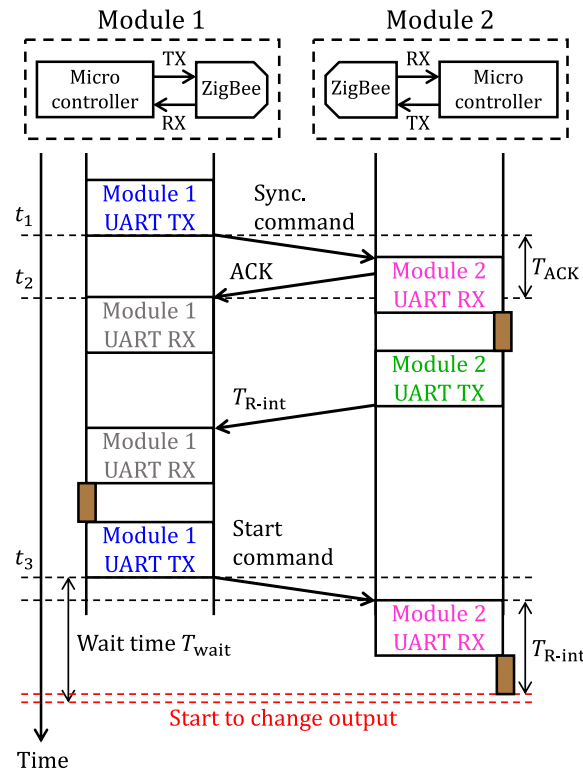 Module 1
Module 2
Micro
controller
TX
RX
ZigBee
ZigBee
RX
TX
Micro
controller
Module 1
UART TX
Sync.
command
t1
TACK
Module 2
UART RX
ACK
t2
Module 1
UART RX
Module 2
UART TX
TR-int
Module 1
UART RX
Module 1
UART TX
Start
command
t3
Module 2
UART RX
Wait time Twait
TR-int
Start to change output
Time